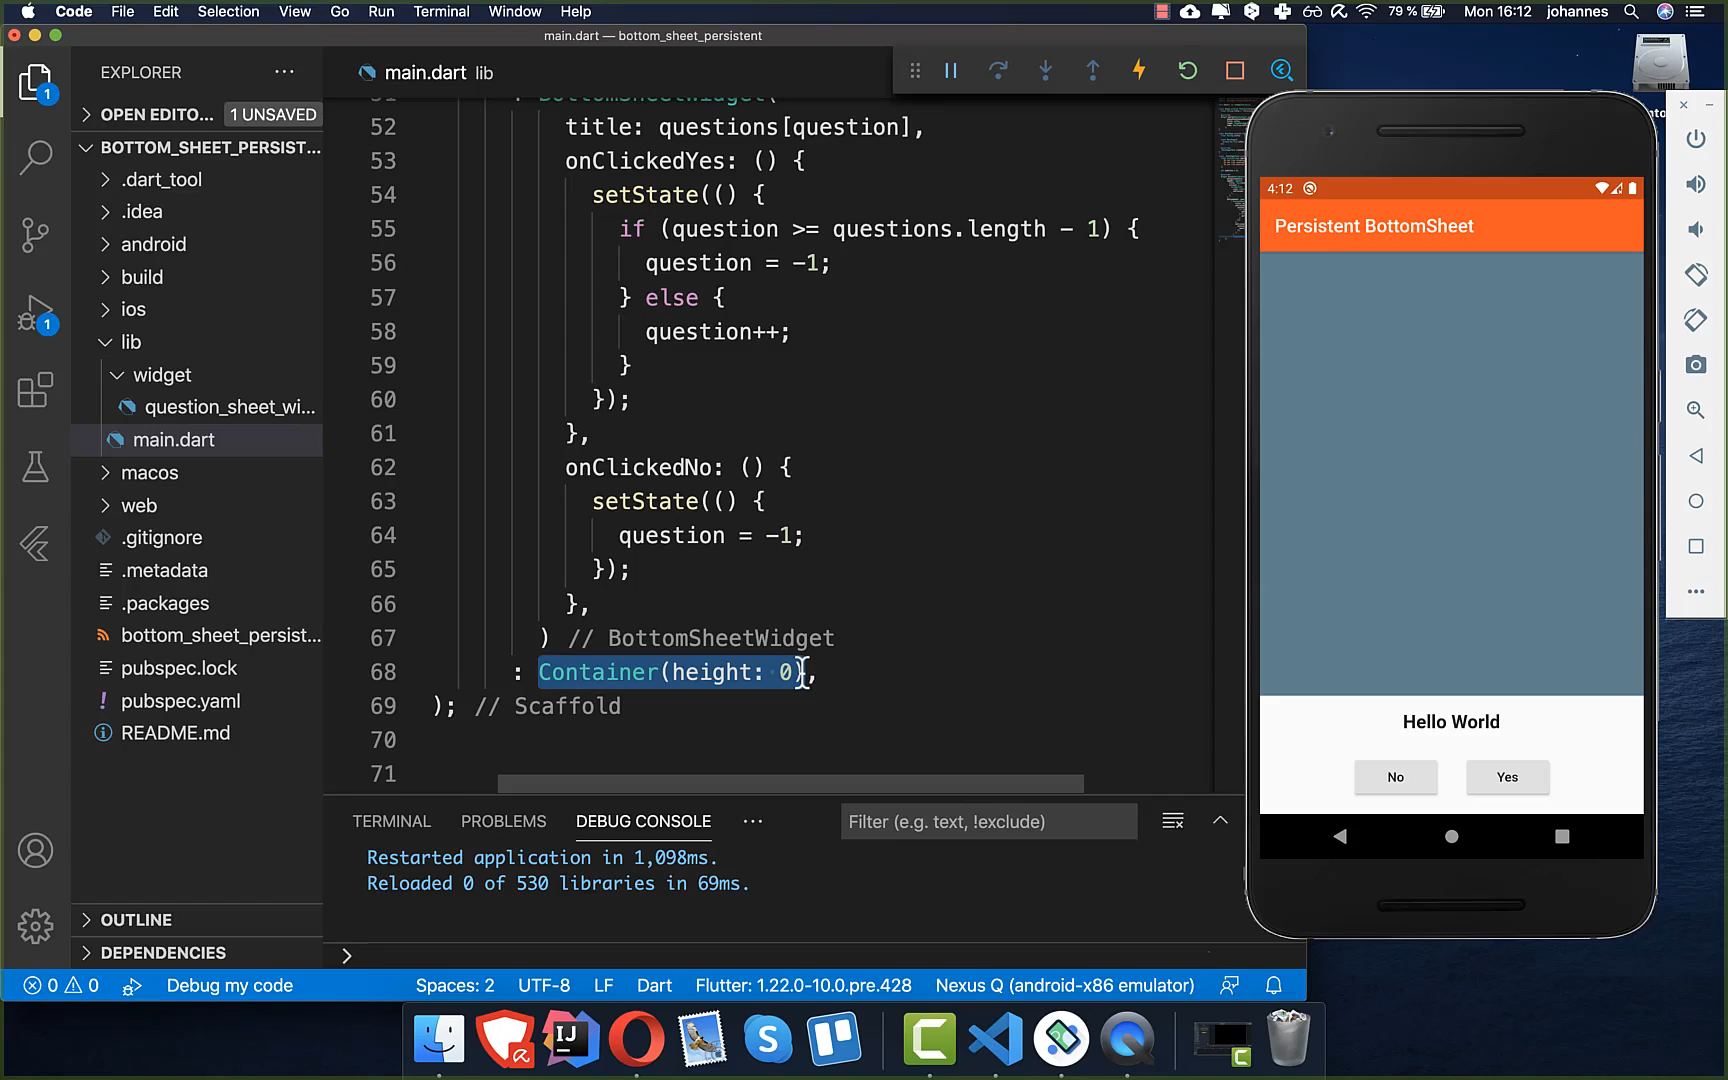 Code File Edit Selection View Go Run Terminal Window Help
79 % Mon 16:12 johannes
main.dart — bottom_sheet_persistent
EXPLORER
1
OPEN EDITO... 1 UNSAVED
BOTTOM_SHEET_PERSIST...
.dart_tool
.idea
android
build
ios
1
lib
widget
question_sheet_wi...
main.dart
macos
web
.gitignore
.metadata
.packages
bottom_sheet_persist...
pubspec.lock
! pubspec.yaml
README.md
OUTLINE
DEPENDENCIES
main.dart lib
51 : BottomSheetWidget(
52 title: questions[question],
53 onClickedYes: () {
54 setState(() {
55 if (question >= questions.length - 1) {
56 question = -1;
57 } else {
58 question++;
59 }
60 });
61 },
62 onClickedNo: () {
63 setState(() {
64 question = -1;
65 });
66 },
67 ) // BottomSheetWidget
68 : Container(height: 0),
69 ); // Scaffold
70
71
TERMINAL PROBLEMS DEBUG CONSOLE ... Filter (e.g. text, !exclude)
Restarted application in 1,098ms.
Reloaded 0 of 530 libraries in 69ms.
0 0 Debug my code Spaces: 2 UTF-8 LF Dart Flutter: 1.22.0-10.0.pre.428 Nexus Q (android-x86 emulator)
4:12
Persistent BottomSheet
Hello World
No Yes